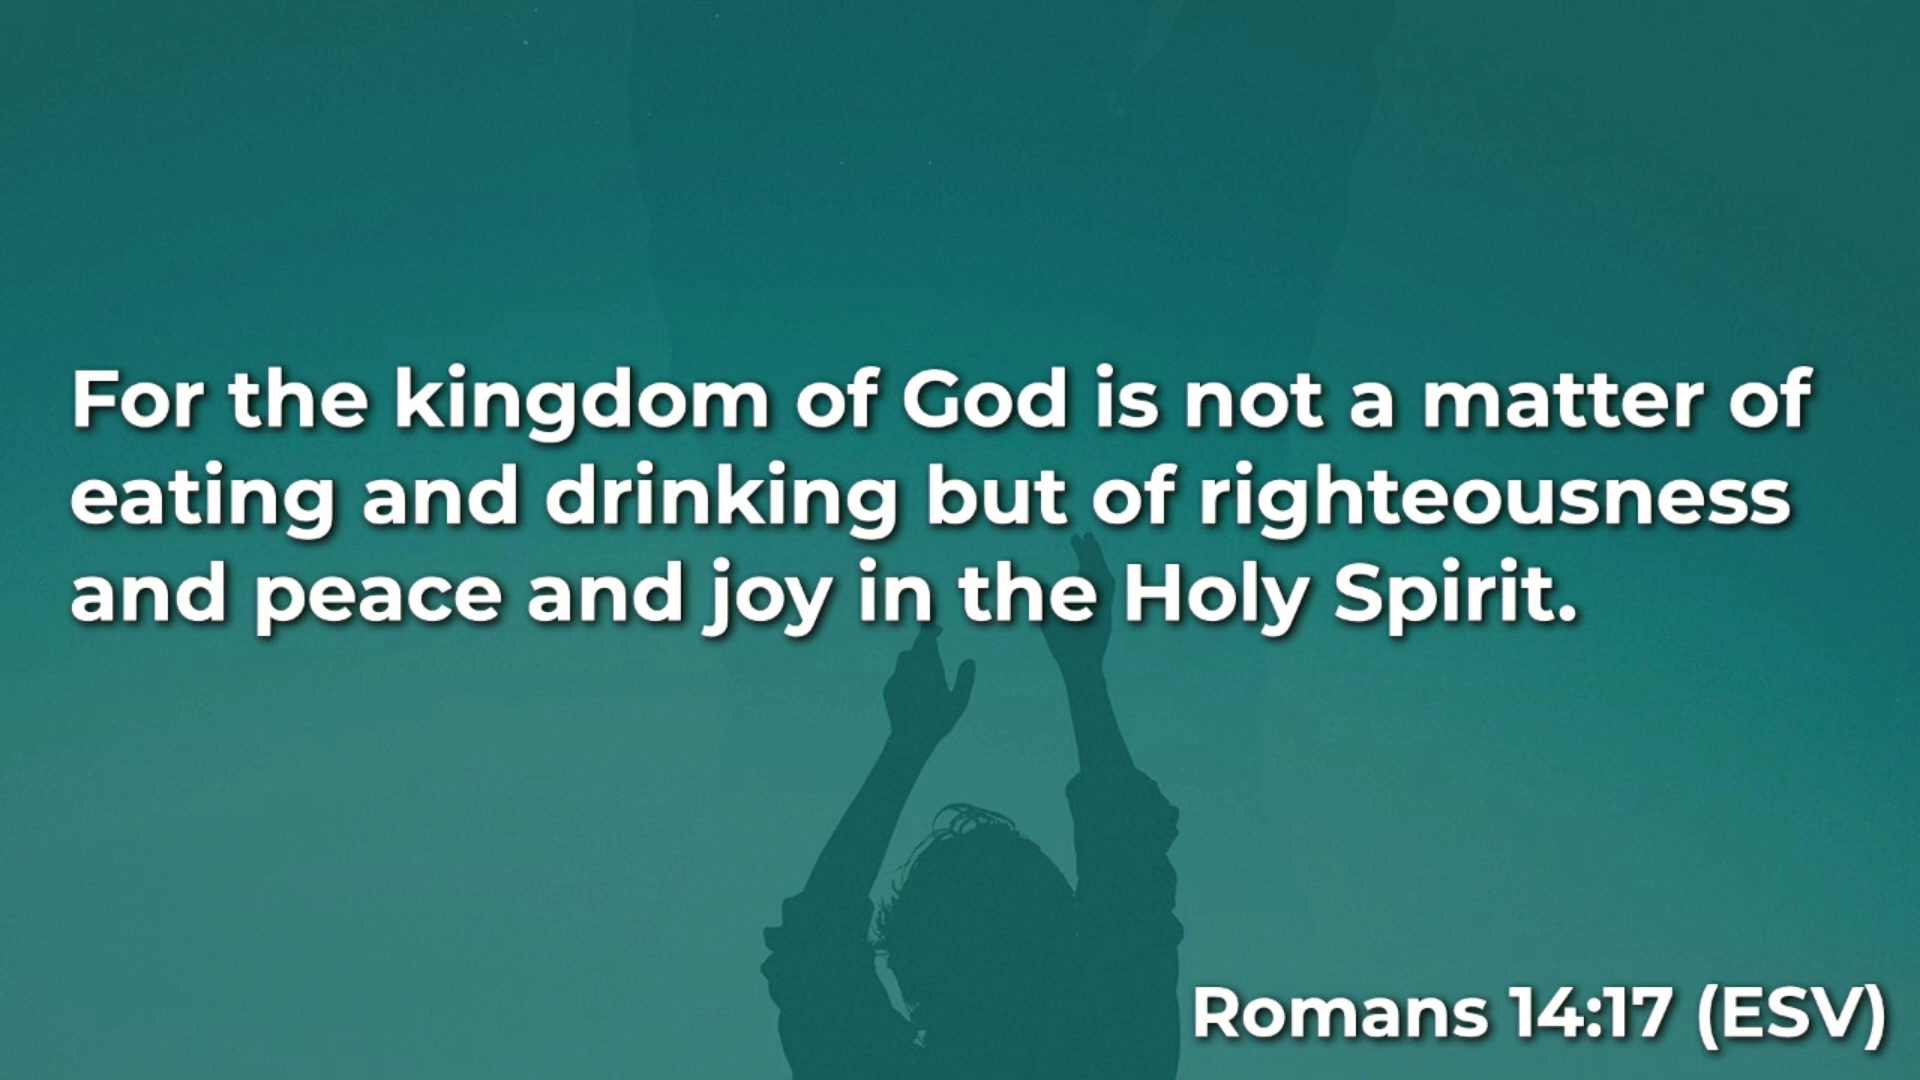 For the kingdom of God is not a matter of
eating and drinking but of righteousness
and peace and joy in the Holy Spirit.
Romans 14:17 (ESV)